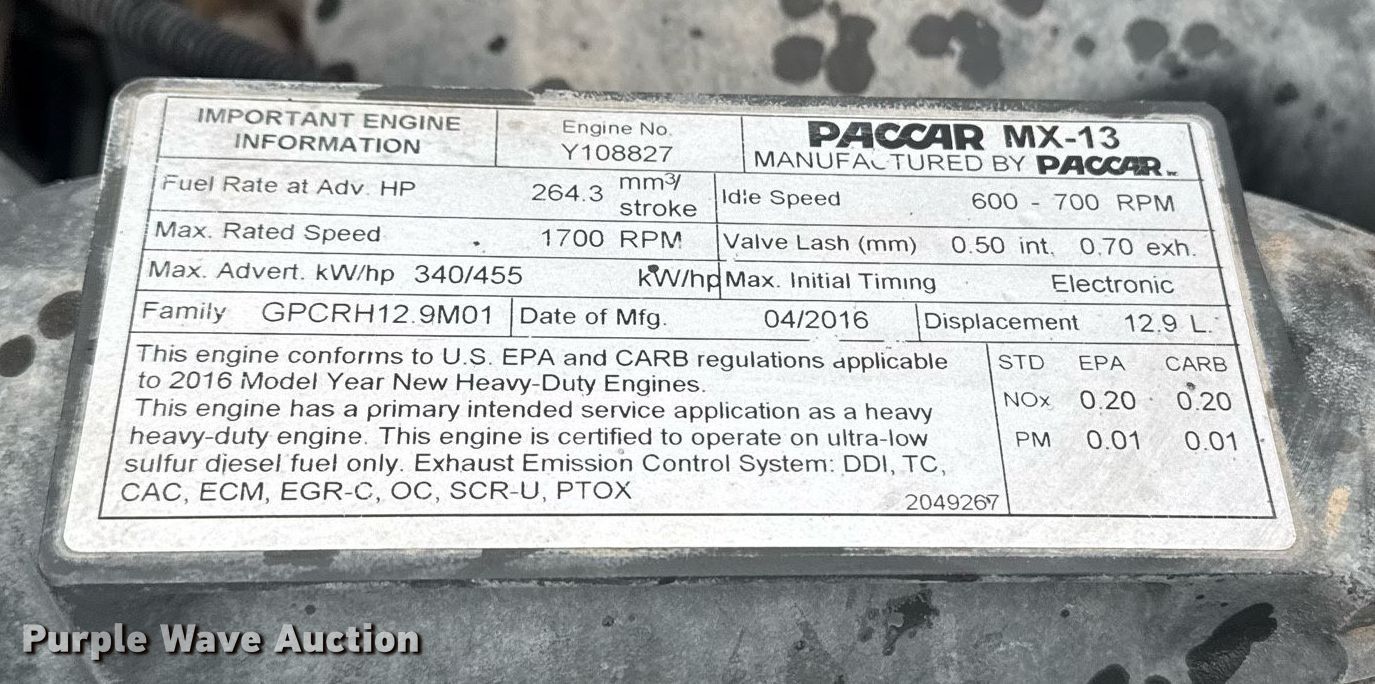 IMPORTANT ENGINE
INFORMATION
Engine No.
Y108827
PACCAR MX-13
MANUFACTURED BY PACCAR INC
Fuel Rate at Adv. HP 264.3 mm3/
stroke
Idle Speed 600 - 700 RPM
Max. Rated Speed 1700 RPM
Valve Lash (mm) 0.50 int. 0.70 exh.
Max. Advert. kW/hp 340/455 kW/hp
Max. Initial Timing Electronic
Family GPCRH12.9M01
Date of Mfg. 04/2016
Displacement 12.9 L.
This engine conforms to U.S. EPA and CARB regulations applicable
to 2016 Model Year New Heavy-Duty Engines.
This engine has a primary intended service application as a heavy
heavy-duty engine. This engine is certified to operate on ultra-low
sulfur diesel fuel only. Exhaust Emission Control System: DDI, TC,
CAC, ECM, EGR-C, OC, SCR-U, PTOX
2049267
STD EPA CARB
NOx 0.20 0.20
PM 0.01 0.01
Purple Wave Auction